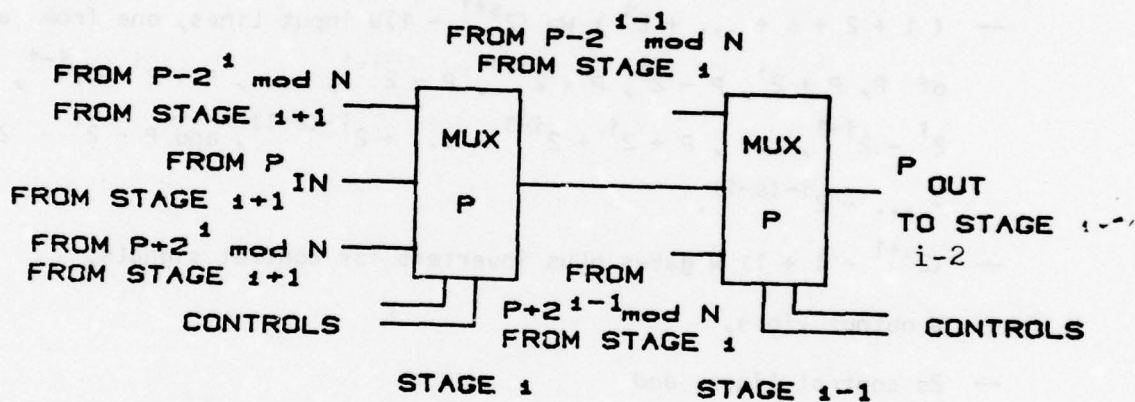 FROM P-2^i-1 mod N
FROM STAGE i
FROM P-2^i mod N
FROM STAGE i+1
FROM P
IN
FROM STAGE i+1
FROM P+2^i mod N
FROM STAGE i+1
CONTROLS
MUX
P
STAGE i
MUX
P
FROM
P+2^i-1 mod N
FROM STAGE i
STAGE i-1
P OUT
TO STAGE
i-2
CONTROLS